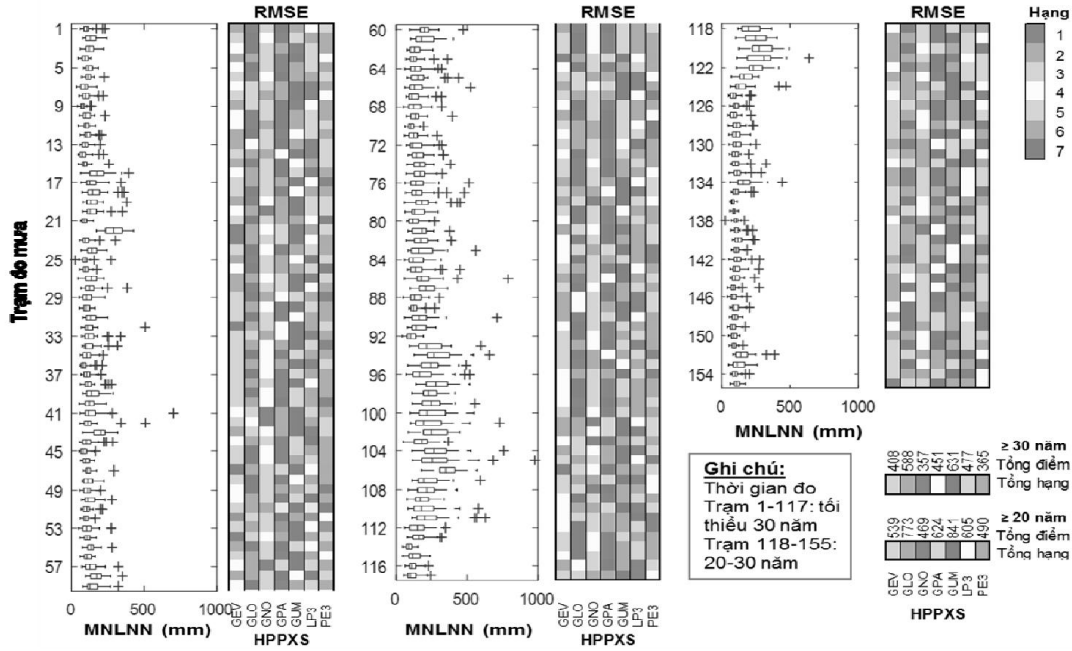 RMSE
RMSE
RMSE
Hạng
1
2
3
4
5
6
7
Trạm đo mưa
1
5
9
13
17
21
25
29
33
37
41
45
49
53
57
60
64
68
72
76
80
84
88
92
96
100
104
108
112
116
118
122
126
130
134
138
142
146
150
154
0 500 1000
MNLNN (mm)
GEV GLO GNO GPA GUM LP3 PE3
HPPXS
0 500 1000
MNLNN (mm)
GEV GLO GNO GPA GUM LP3 PE3
HPPXS
0 500 1000
MNLNN (mm)
Ghi chú:
Thời gian đo
Trạm 1-117: tối
thiểu 30 năm
Trạm 118-155:
20-30 năm
≥ 30 năm
408 588 357 451 631 477 365 Tổng điểm
Tổng hạng
≥ 20 năm
539 773 469 624 841 605 490 Tổng điểm
Tổng hạng
GEV GLO GNO GPA GUM LP3 PE3
HPPXS